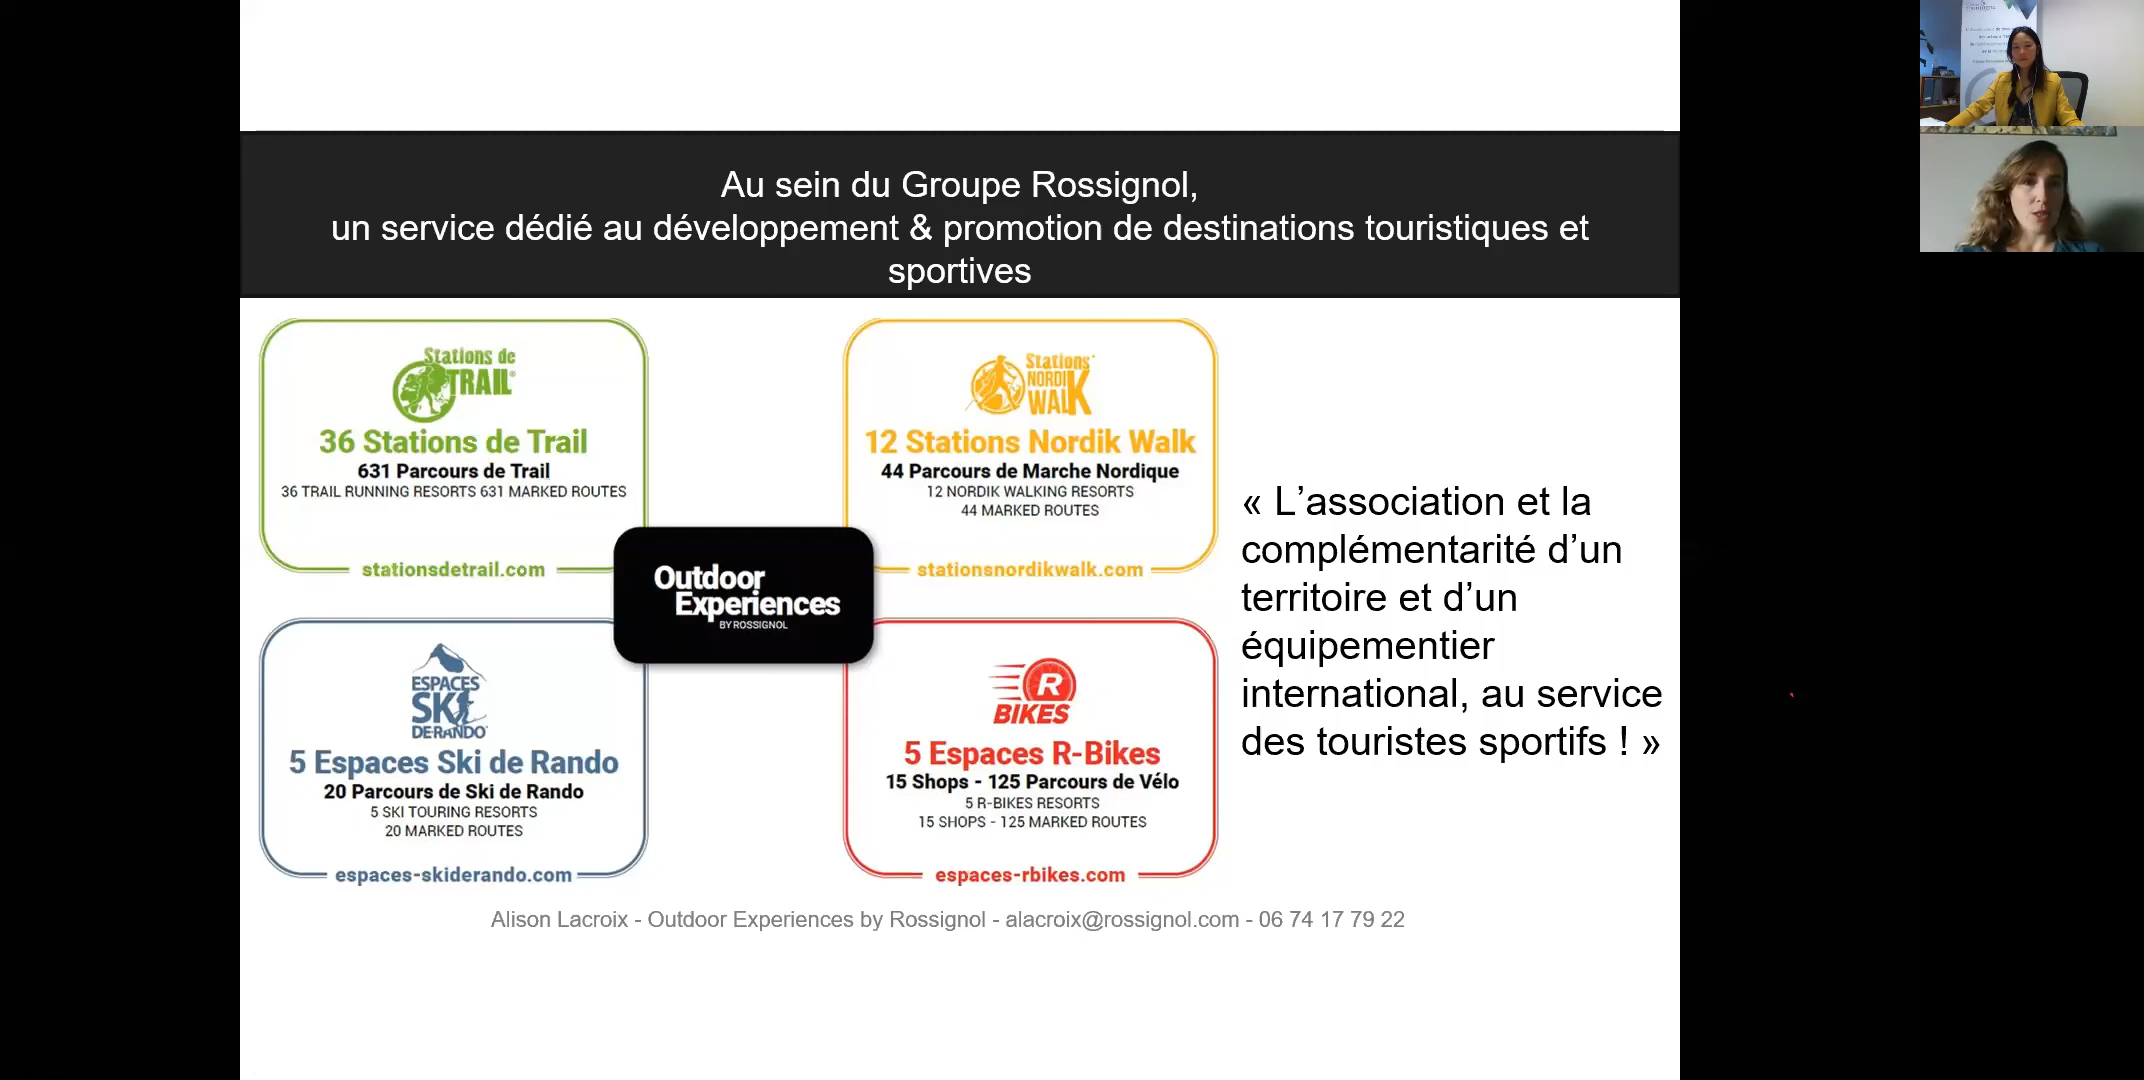 Au sein du Groupe Rossignol,
un service dédié au développement & promotion de destinations touristiques et
sportives
Stations de
TRAIL®
36 Stations de Trail
631 Parcours de Trail
36 TRAIL RUNNING RESORTS 631 MARKED ROUTES
stationsdetrail.com
Stations
NORDIK
WALK
12 Stations Nordik Walk
44 Parcours de Marche Nordique
12 NORDIK WALKING RESORTS
44 MARKED ROUTES
stationsnordikwalk.com
Outdoor
Experiences
BY ROSSIGNOL
ESPACES
SKI
DE RANDO
5 Espaces Ski de Rando
20 Parcours de Ski de Rando
5 SKI TOURING RESORTS
20 MARKED ROUTES
espaces-skiderando.com
R
BIKES
5 Espaces R-Bikes
15 Shops - 125 Parcours de Vélo
5 R-BIKES RESORTS
15 SHOPS - 125 MARKED ROUTES
espaces-rbikes.com
« L’association et la
complémentarité d’un
territoire et d’un
équipementier
international, au service
des touristes sportifs ! »
Alison Lacroix - Outdoor Experiences by Rossignol - alacroix@rossignol.com - 06 74 17 79 22